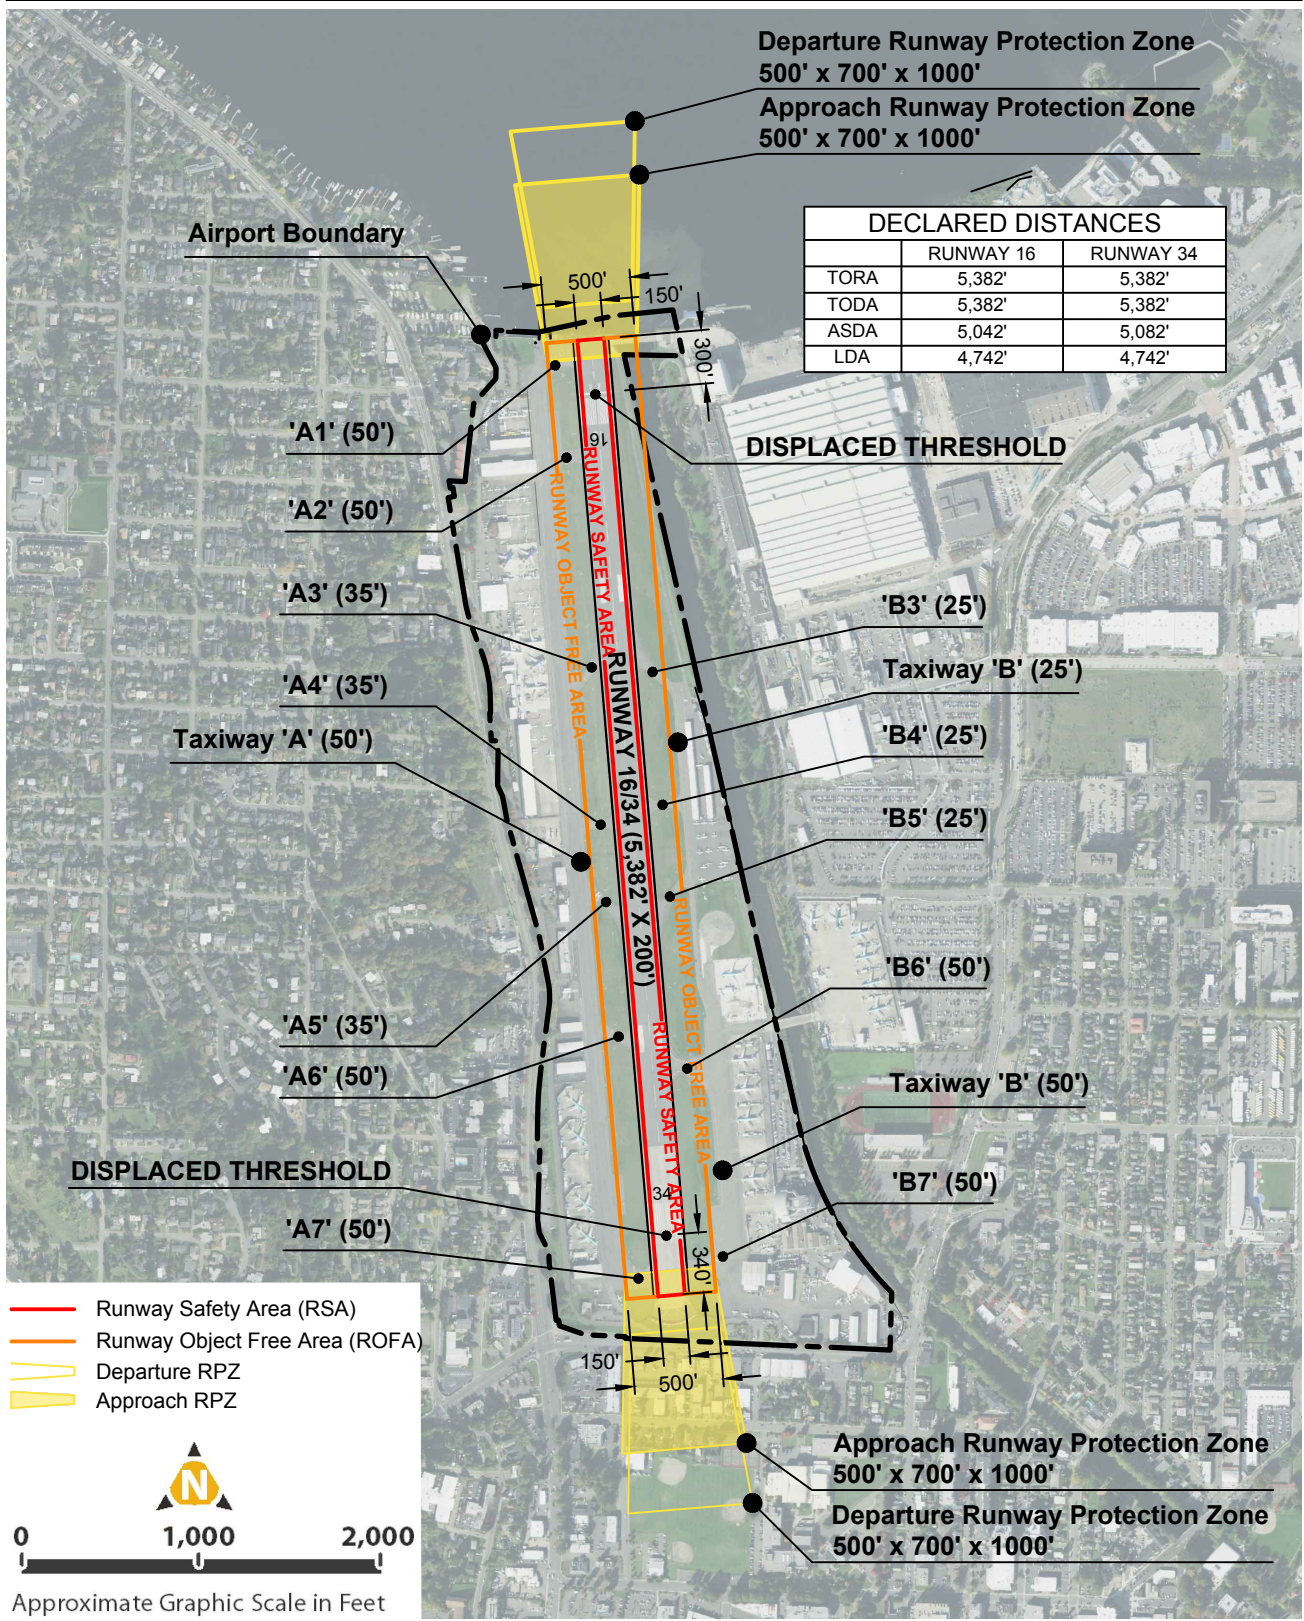 Departure Runway Protection Zone
500' x 700' x 1000'
Approach Runway Protection Zone
500' x 700' x 1000'
Airport Boundary
DECLARED DISTANCES
RUNWAY 16 RUNWAY 34
TORA 5,382' 5,382'
TODA 5,382' 5,382'
ASDA 5,042' 5,082'
LDA 4,742' 4,742'
500'
150'
300'
'A1' (50')
DISPLACED THRESHOLD
16
'A2' (50')
RUNWAY OBJECT FREE AREA
RUNWAY SAFETY AREA
'A3' (35')
'B3' (25')
'A4' (35')
Taxiway 'B' (25')
Taxiway 'A' (50')
'B4' (25')
RUNWAY 16/34 (5,382' X 200')
'B5' (25')
RUNWAY OBJECT FREE AREA
'B6' (50')
'A5' (35')
RUNWAY SAFETY AREA
'A6' (50')
Taxiway 'B' (50')
DISPLACED THRESHOLD
34
'B7' (50')
'A7' (50')
340'
Runway Safety Area (RSA)
Runway Object Free Area (ROFA)
Departure RPZ
Approach RPZ
150'
500'
Approach Runway Protection Zone
500' x 700' x 1000'
Departure Runway Protection Zone
500' x 700' x 1000'
N
0 1,000 2,000
Approximate Graphic Scale in Feet